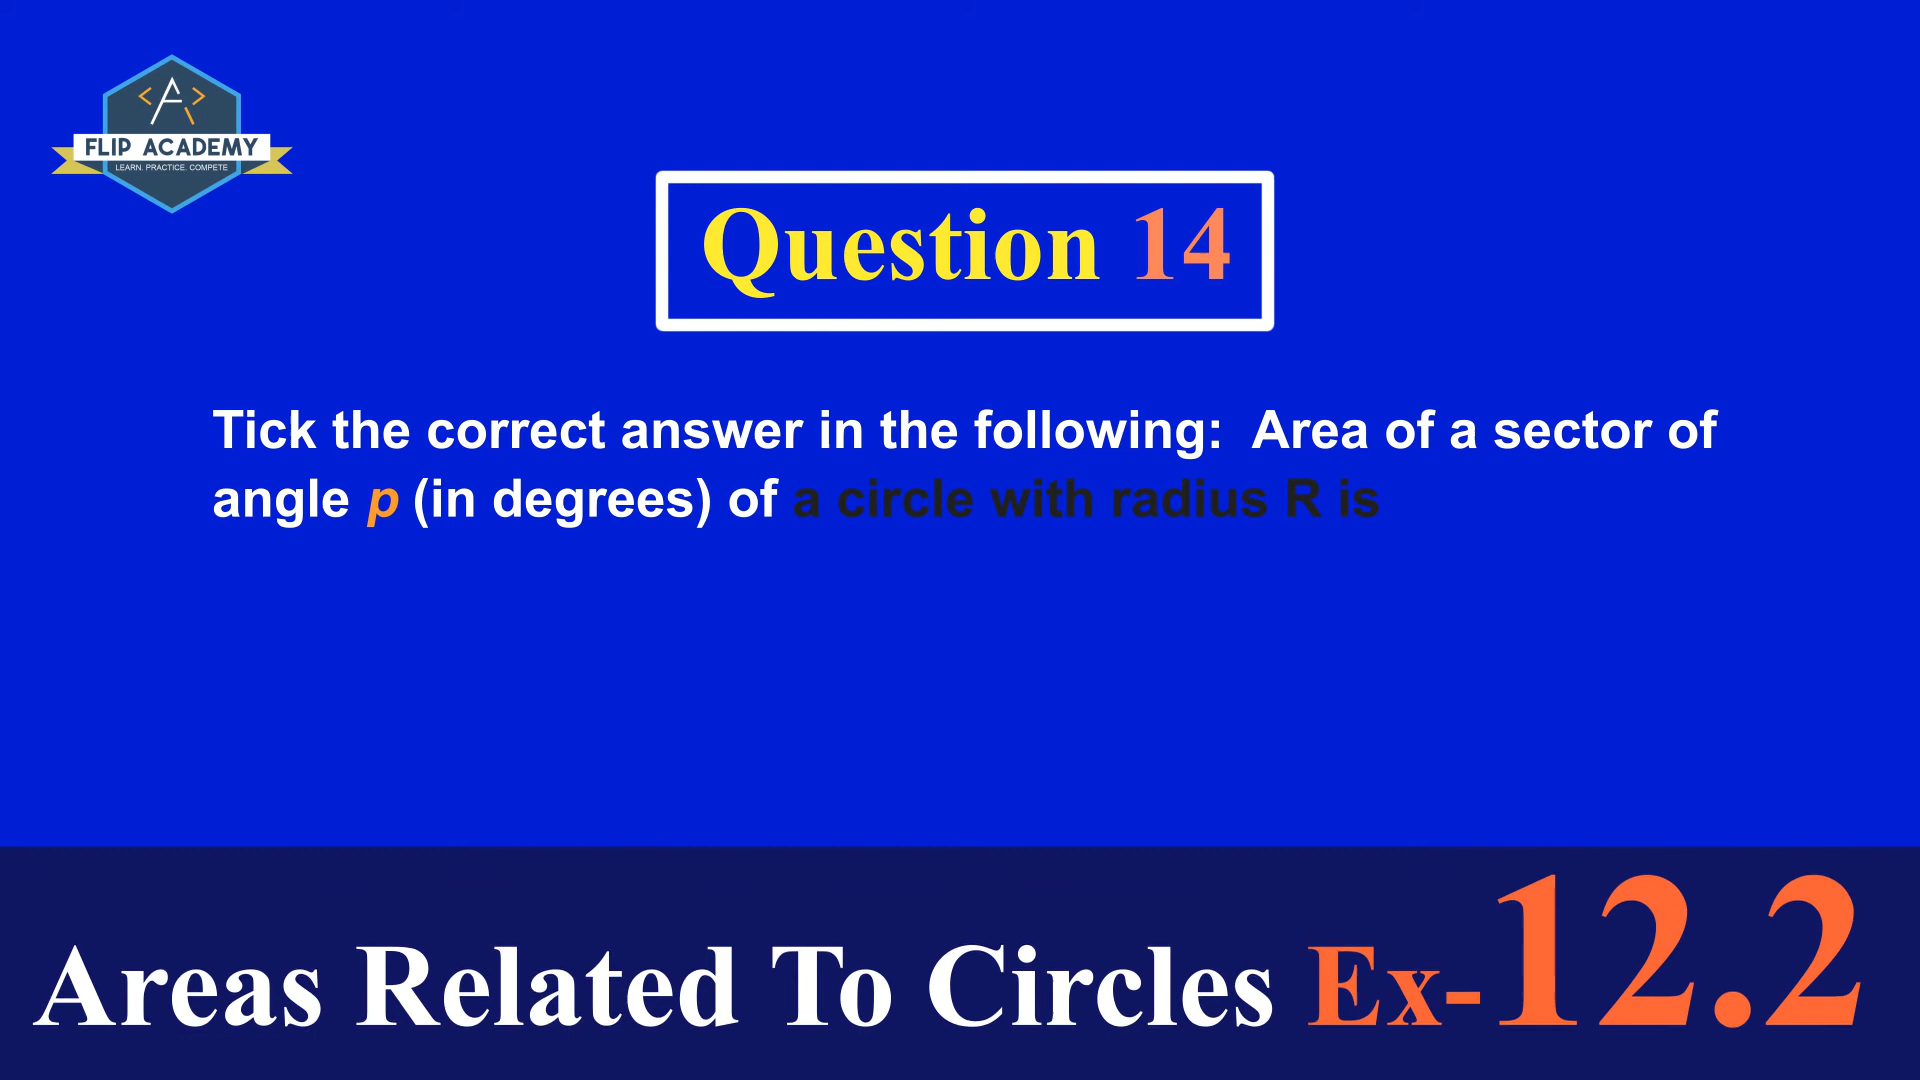 FLIP ACADEMY
LEARN. PRACTICE. COMPETE
Question 14
Tick the correct answer in the following: Area of a sector of
angle p (in degrees) of a circle with radius R is
Areas Related To Circles Ex-12.2